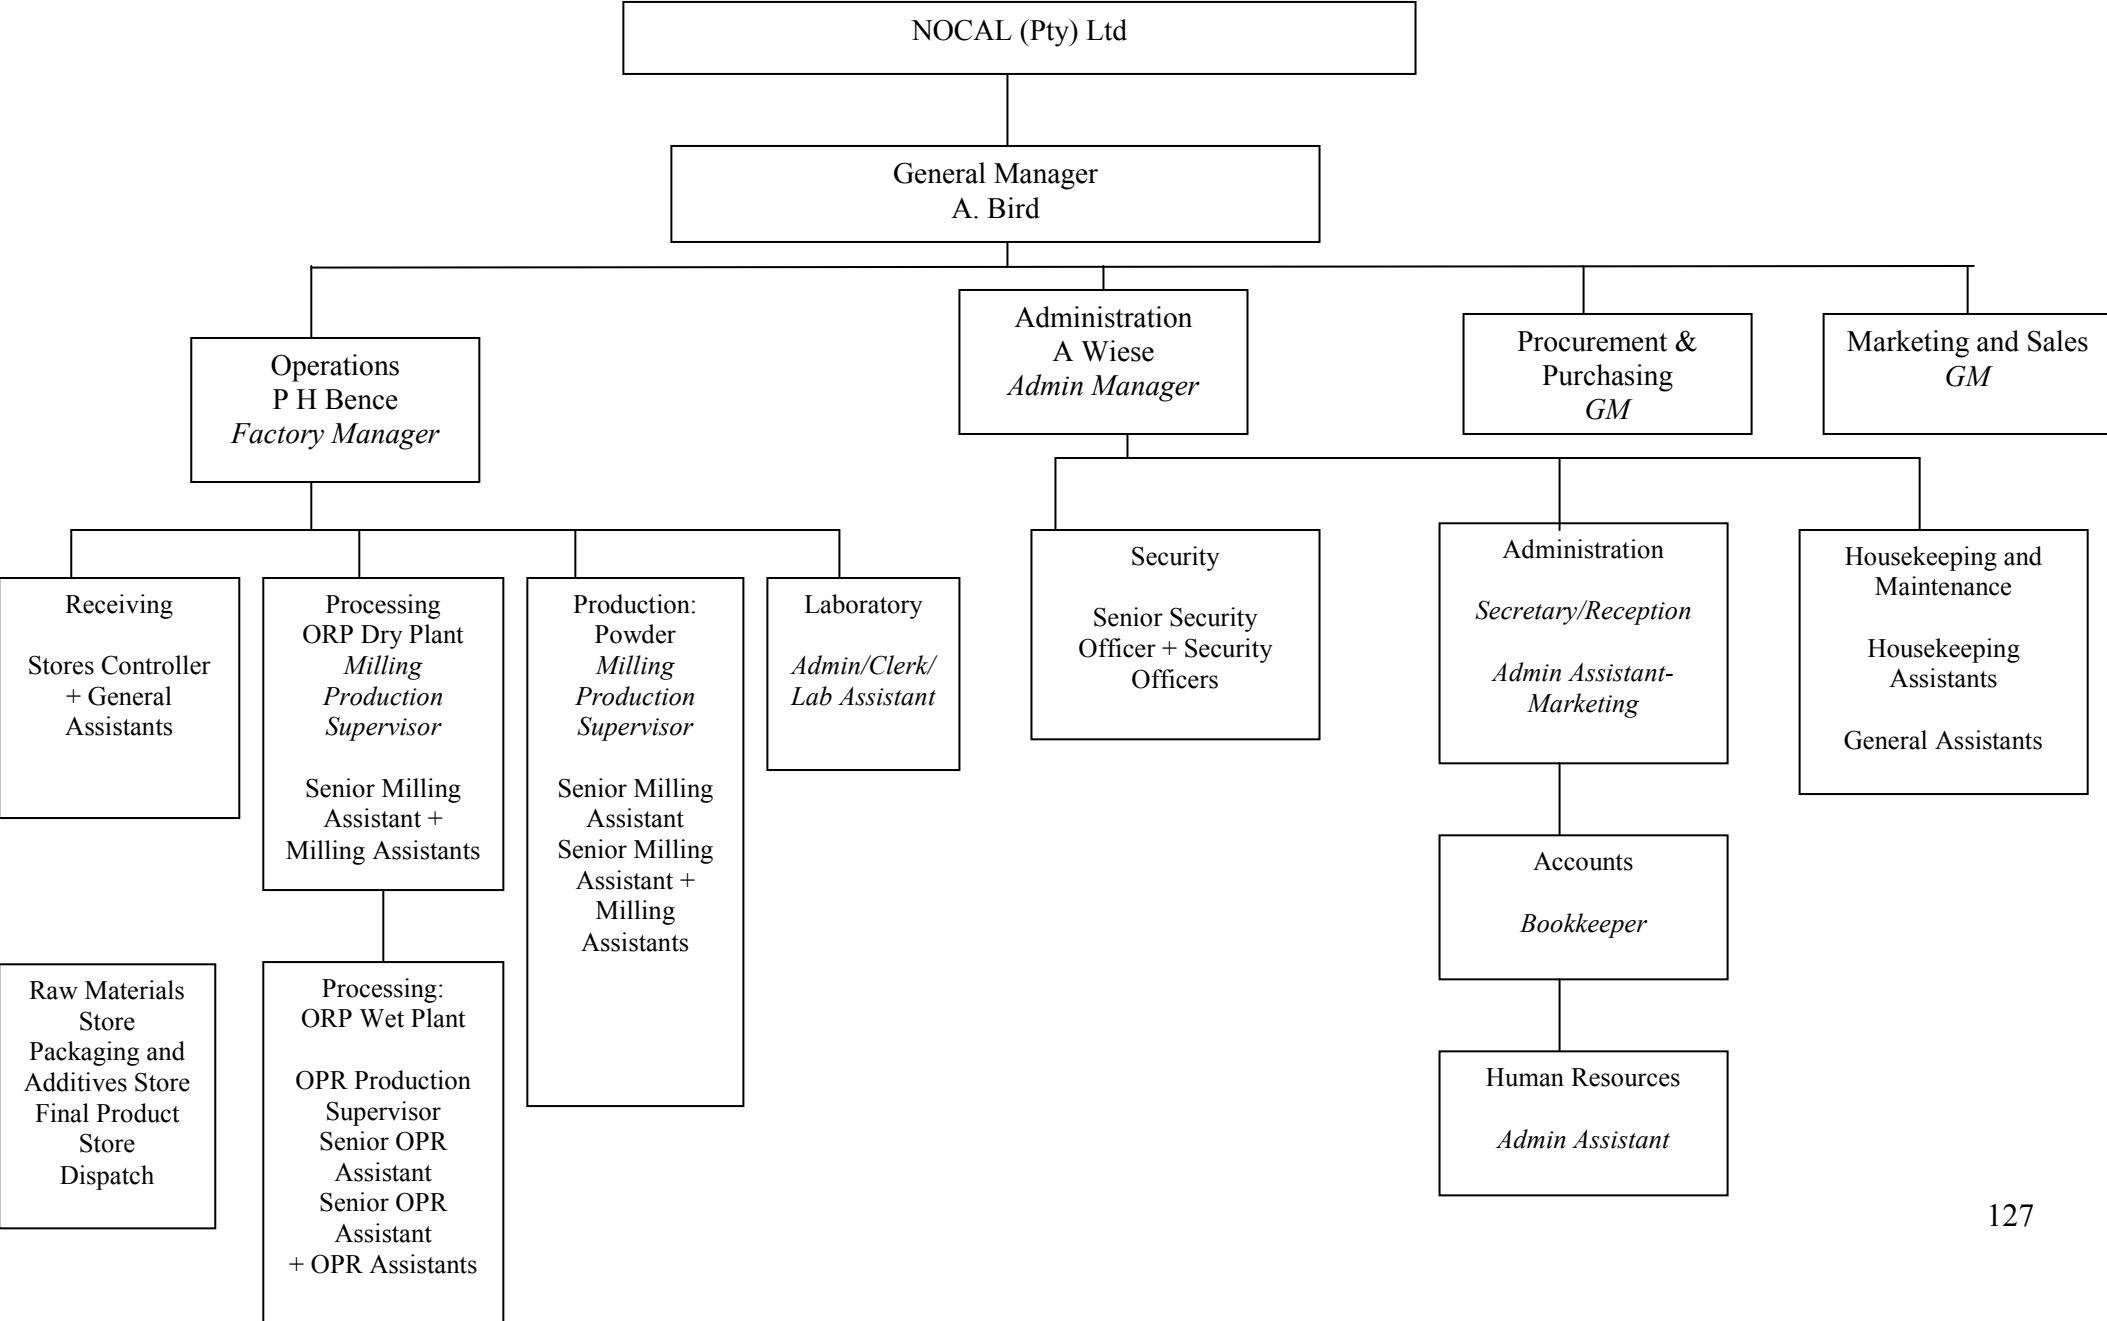 NOCAL (Pty) Ltd
General Manager
A. Bird
Operations
P H Bence
Factory Manager
Administration
A Wiese
Admin Manager
Procurement &
Purchasing
GM
Marketing and Sales
GM
Receiving
Stores Controller
+ General
Assistants
Processing
ORP Dry Plant
Milling
Production
Supervisor
Senior Milling
Assistant +
Milling Assistants
Production:
Powder
Milling
Production
Supervisor
Senior Milling
Assistant
Senior Milling
Assistant +
Milling
Assistants
Laboratory
Admin/Clerk/
Lab Assistant
Security
Senior Security
Officer + Security
Officers
Administration
Secretary/Reception
Admin Assistant-
Marketing
Housekeeping and
Maintenance
Housekeeping
Assistants
General Assistants
Accounts
Bookkeeper
Raw Materials
Store
Packaging and
Additives Store
Final Product
Store
Dispatch
Processing:
ORP Wet Plant
OPR Production
Supervisor
Senior OPR
Assistant
Senior OPR
Assistant
+ OPR Assistants
Human Resources
Admin Assistant
127